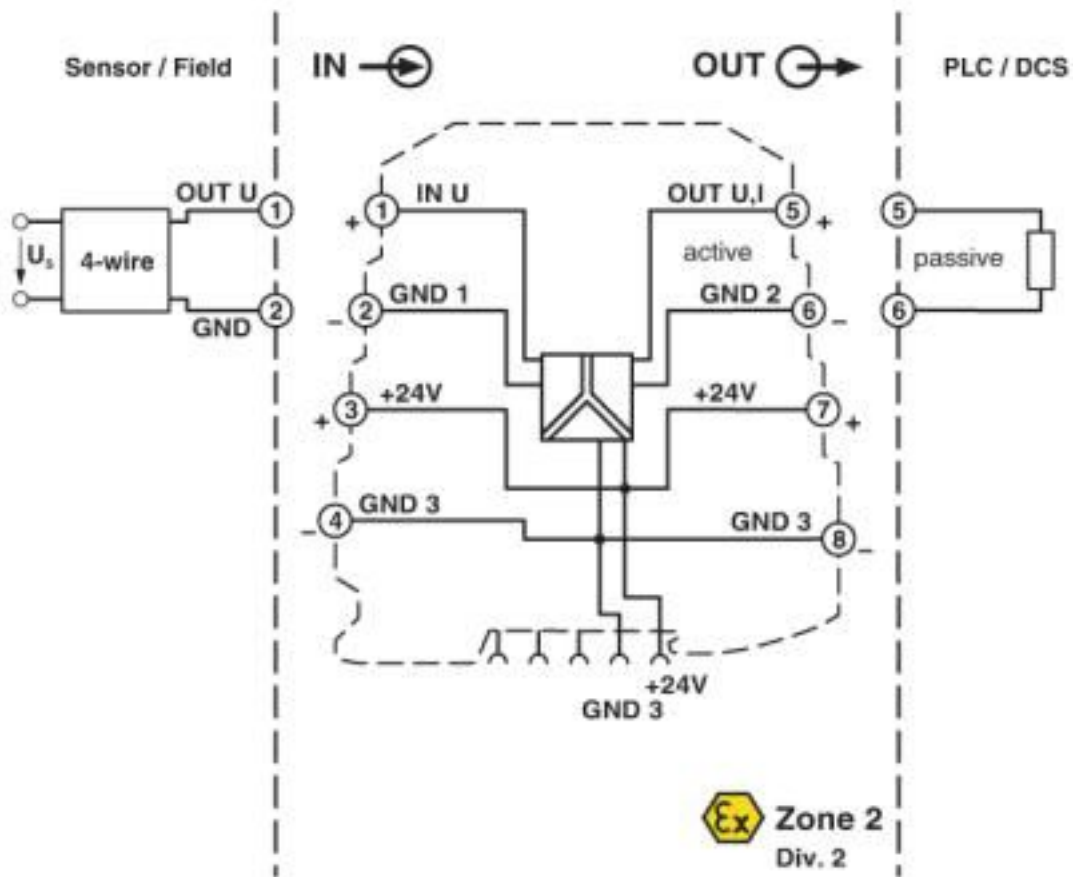 Sensor / Field
IN
OUT
PLC / DCS
OUT U
1
IN U
1
+
OUT U,I
5
+
5
Us
4-wire
active
passive
GND
2
GND 1
2
-
GND 2
6
-
6
+24V
3
+
+24V
7
+
GND 3
4
-
GND 3
8
-
+24V
GND 3
Ex
Zone 2
Div. 2